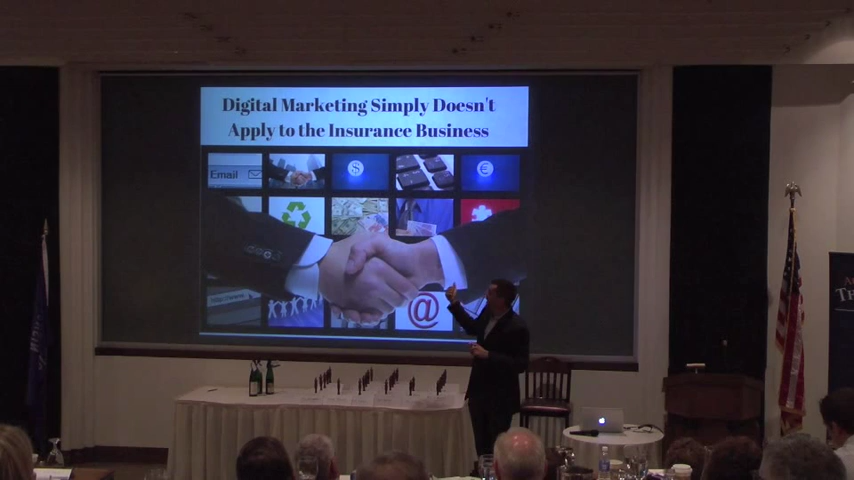 Digital Marketing Simply Doesn't
Apply to the Insurance Business
Email
@